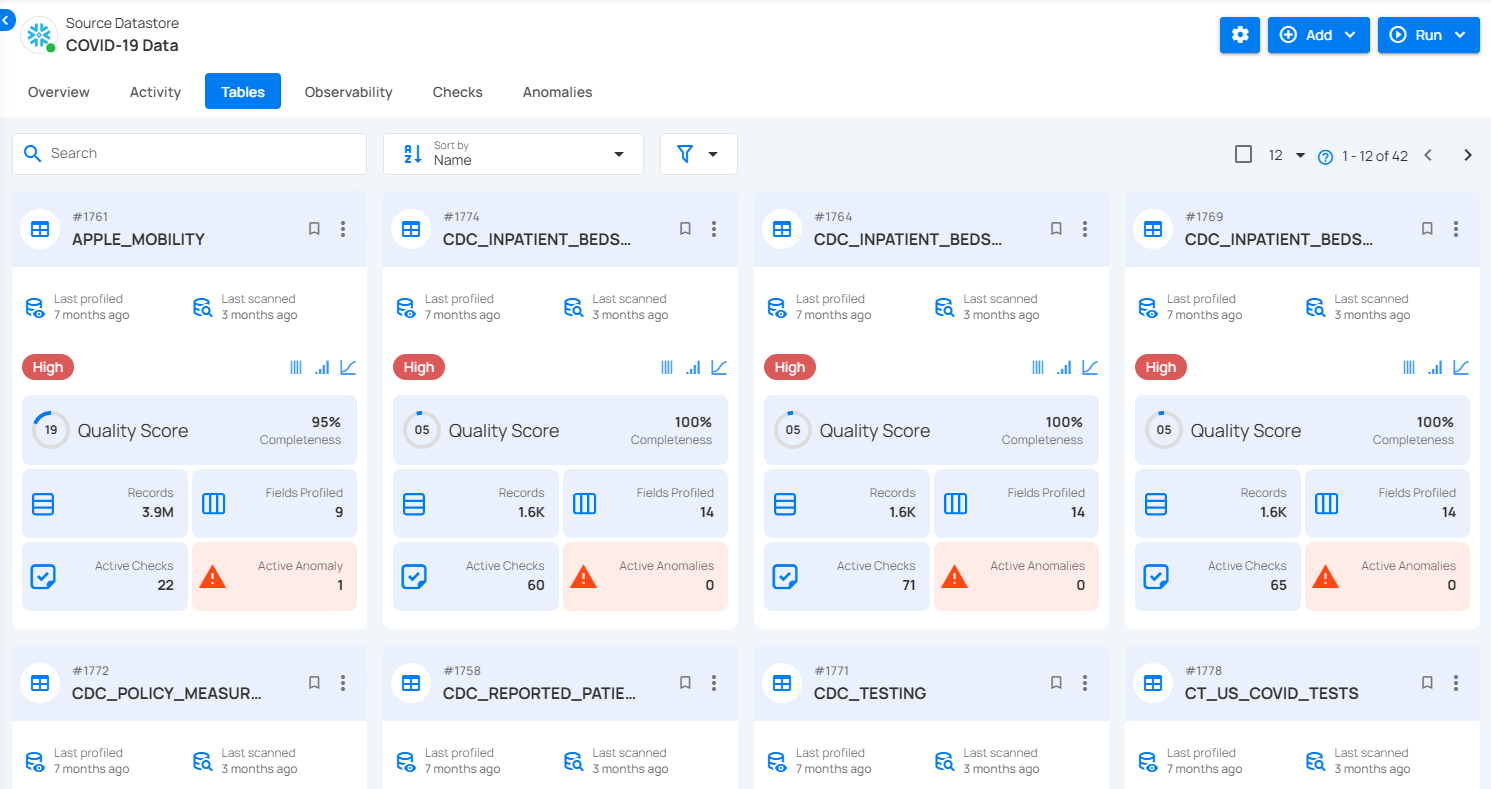 Source Datastore
COVID-19 Data
Add
Run
Overview
Activity
Tables
Observability
Checks
Anomalies
Search
Sort by
Name
12
1 - 12 of 42
#1761
APPLE_MOBILITY
Last profiled
7 months ago
Last scanned
3 months ago
High
19
Quality Score
95%
Completeness
Records
3.9M
Fields Profiled
9
Active Checks
22
Active Anomaly
1
#1774
CDC_INPATIENT_BEDS...
Last profiled
7 months ago
Last scanned
3 months ago
High
05
Quality Score
100%
Completeness
Records
1.6K
Fields Profiled
14
Active Checks
60
Active Anomalies
0
#1764
CDC_INPATIENT_BEDS...
Last profiled
7 months ago
Last scanned
3 months ago
High
05
Quality Score
100%
Completeness
Records
1.6K
Fields Profiled
14
Active Checks
71
Active Anomalies
0
#1769
CDC_INPATIENT_BEDS...
Last profiled
7 months ago
Last scanned
3 months ago
High
05
Quality Score
100%
Completeness
Records
1.6K
Fields Profiled
14
Active Checks
65
Active Anomalies
0
#1772
CDC_POLICY_MEASUR...
Last profiled
7 months ago
Last scanned
3 months ago
#1758
CDC_REPORTED_PATIE...
Last profiled
7 months ago
Last scanned
3 months ago
#1771
CDC_TESTING
Last profiled
7 months ago
Last scanned
3 months ago
#1778
CT_US_COVID_TESTS
Last profiled
7 months ago
Last scanned
3 months ago